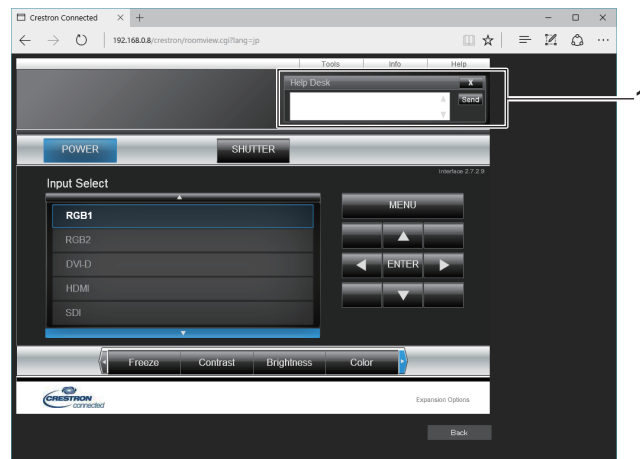 Crestron Connected
192.168.0.8/crestron/roomview.cgi?lang=jp
Tools Info Help
Help Desk X
Send
1
POWER SHUTTER
Interface 2.7.2.9
Input Select
RGB1
RGB2
DVI-D
HDMI
SDI
MENU
ENTER
Freeze Contrast Brightness Color
CRESTRON
connected
Expansion Options
Back